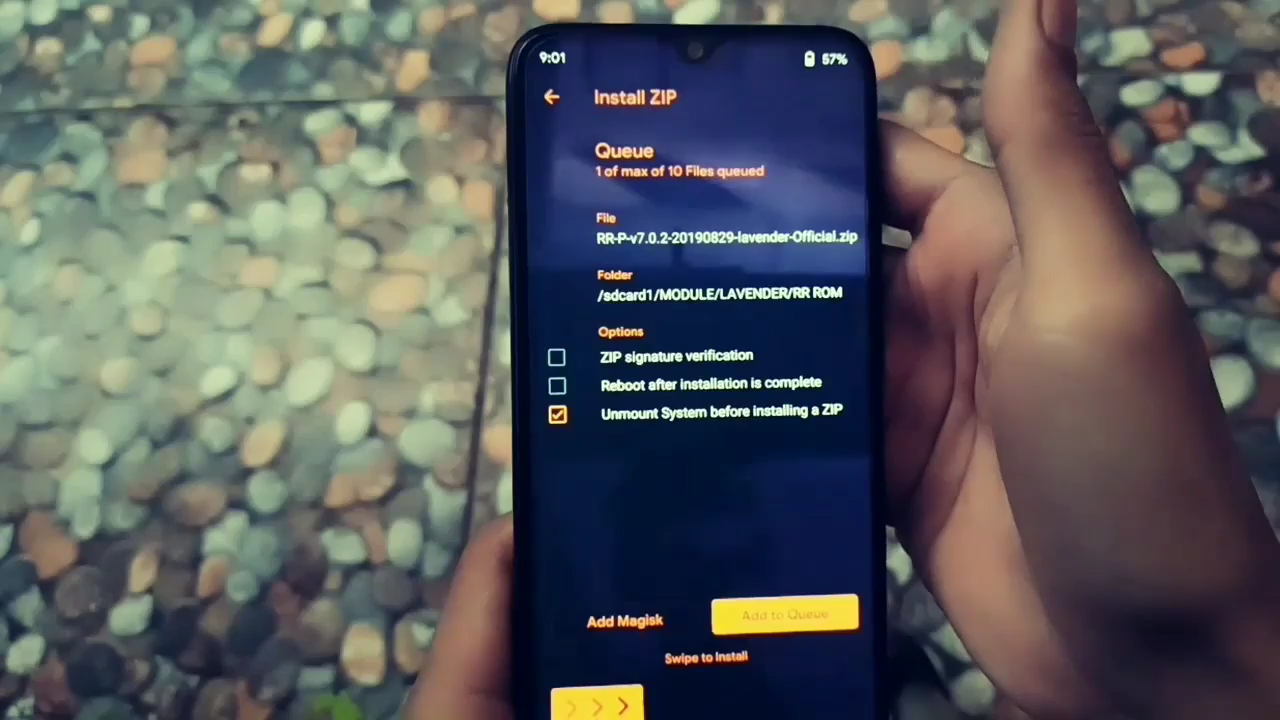 9:01
57%
Install ZIP
Queue
1 of max of 10 Files queued
File
RR-P-v7.0.2-20190829-lavender-Official.zip
Folder
/sdcard1/MODULE/LAVENDER/RR ROM
Options
ZIP signature verification
Reboot after installation is complete
Unmount System before installing a ZIP
Add Magisk
Add to Queue
Swipe to Install